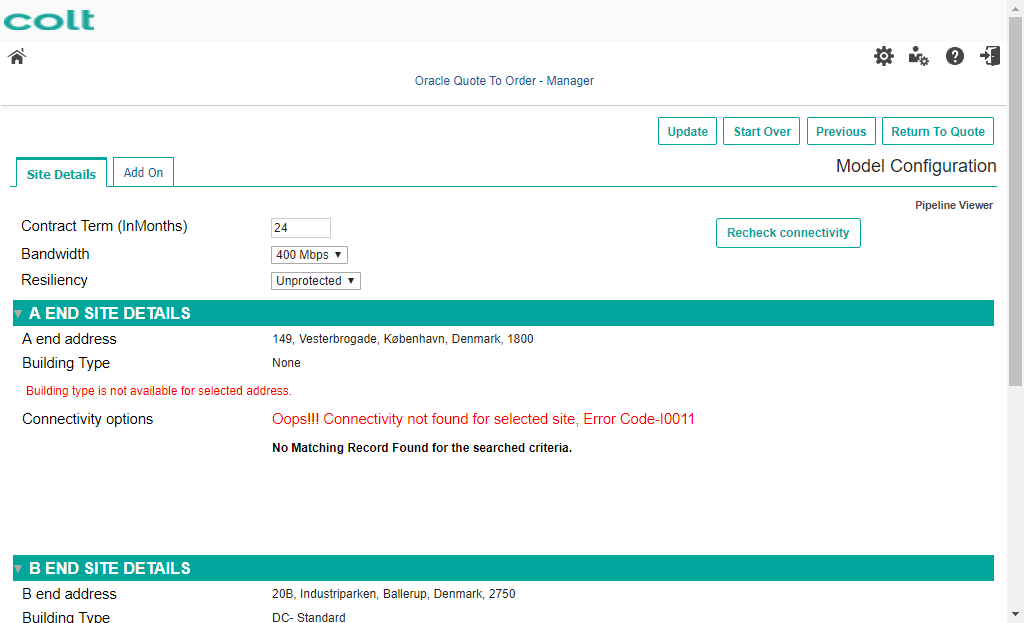 colt
Oracle Quote To Order - Manager
Update Start Over Previous Return To Quote
Site Details Add On Model Configuration
Pipeline Viewer
Contract Term (InMonths) 24 Recheck connectivity
Bandwidth 400 Mbps
Resiliency Unprotected
A END SITE DETAILS
A end address 149, Vesterbrogade, København, Denmark, 1800
Building Type None
Building type is not available for selected address.
Connectivity options Oops!!! Connectivity not found for selected site, Error Code-I0011
No Matching Record Found for the searched criteria.
B END SITE DETAILS
B end address 20B, Industriparken, Ballerup, Denmark, 2750
Building Type DC- Standard